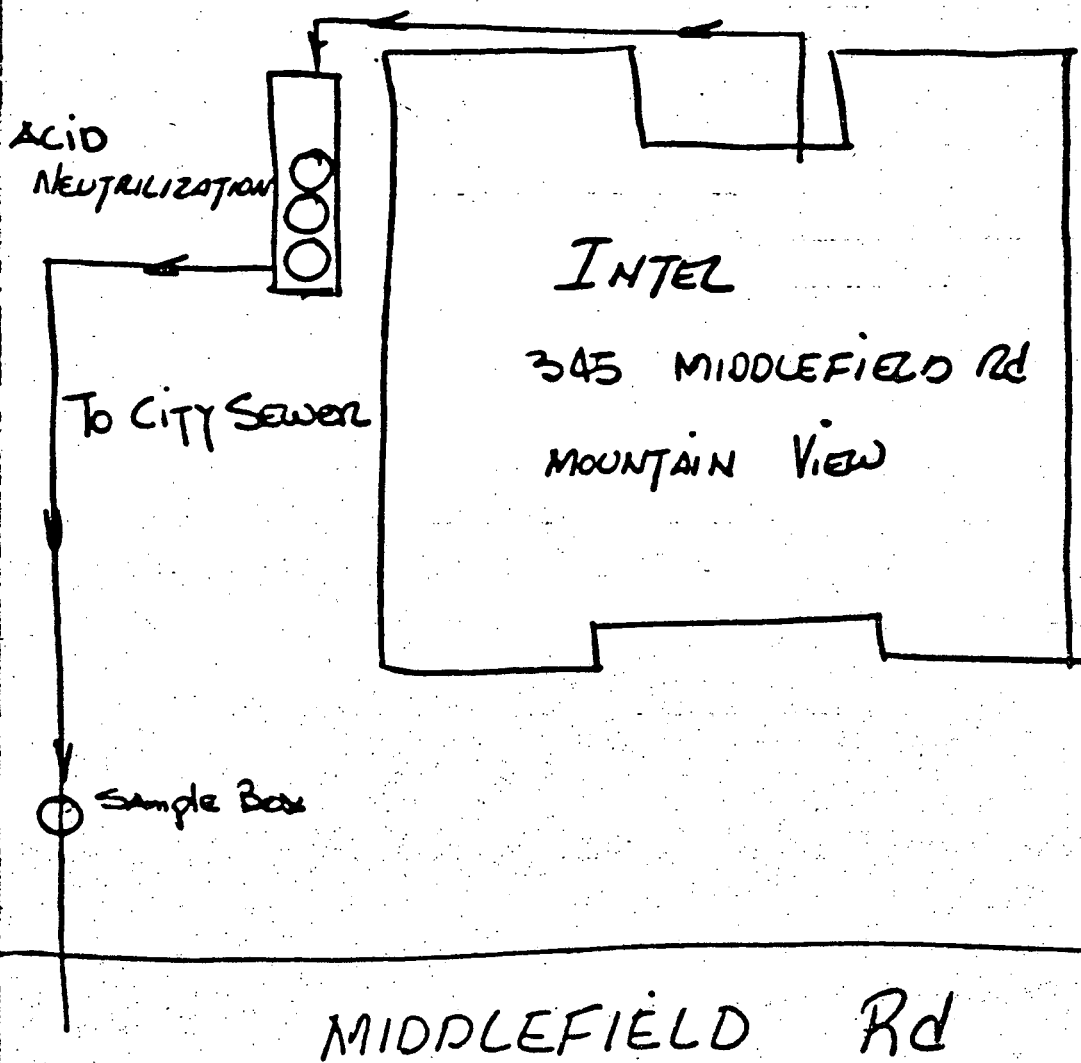 ACID
NEUTRILIZATION
INTEL
345 MIDDLEFIELD Rd
MOUNTAIN VIEW
To CITY SEWER
SAMPLE Box
MIDDLEFIELD Rd